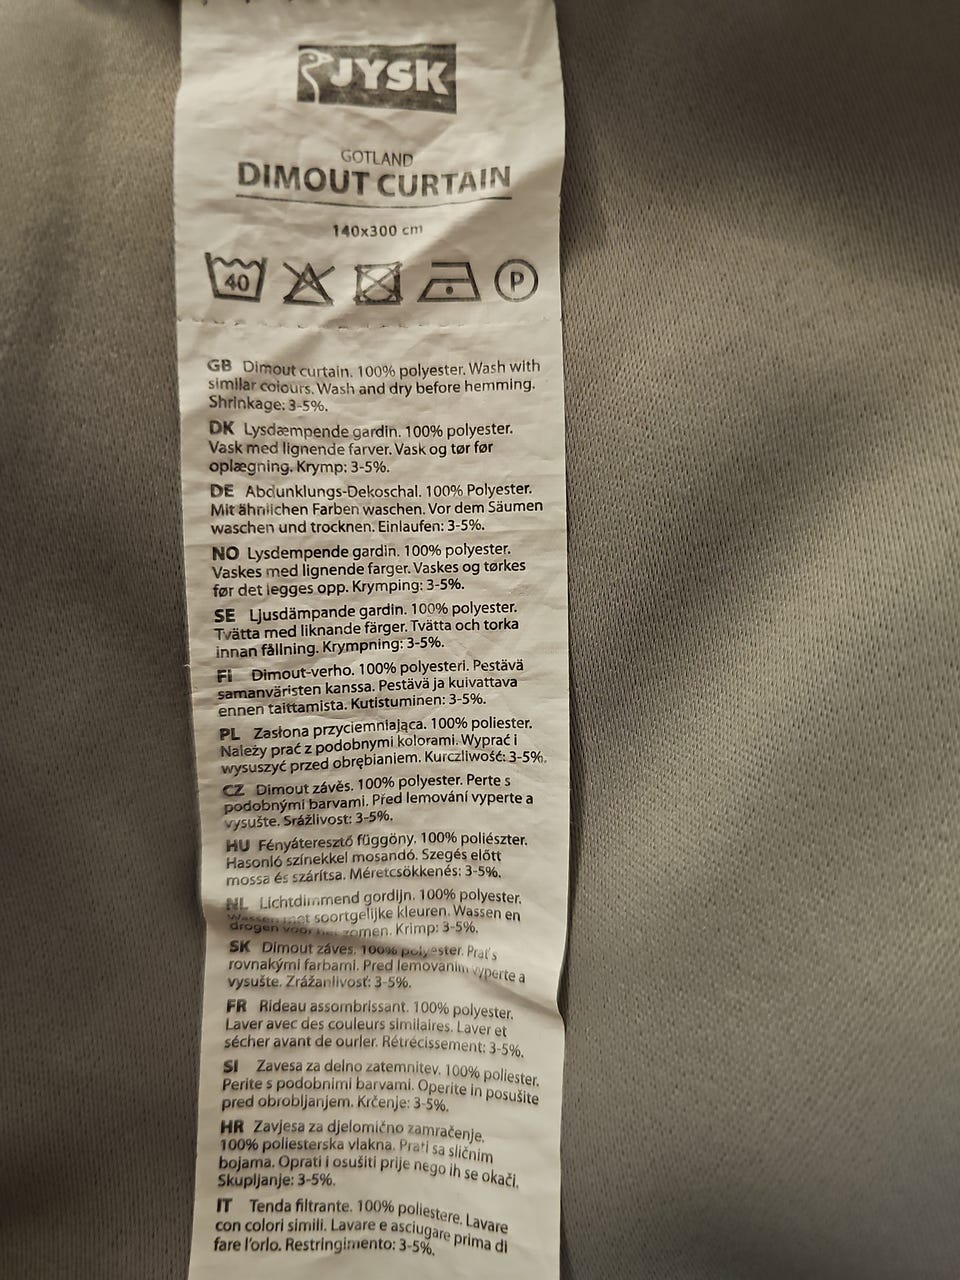 JYSK
GOTLAND
DIMOUT CURTAIN
140x300 cm
40
P
GB Dimout curtain. 100% polyester. Wash with
similar colours. Wash and dry before hemming.
Shrinkage: 3-5%.
DK Lysdæmpende gardin. 100% polyester.
Vask med lignende farver. Vask og tør før
oplægning. Krymp: 3-5%.
DE Abdunklungs-Dekoschal. 100% Polyester.
Mit ähnlichen Farben waschen. Vor dem Säumen
waschen und trocknen. Einlaufen: 3-5%.
NO Lysdempende gardin. 100% polyester.
Vaskes med lignende farger. Vaskes og tørkes
før det legges opp. Krymping: 3-5%.
SE Ljusdämpande gardin. 100% polyester.
Tvätta med liknande färger. Tvätta och torka
innan fållning. Krympning: 3-5%.
FI Dimout-verho. 100% polyesteri. Pestävä
samanväristen kanssa. Pestävä ja kuivattava
ennen taittamista. Kutistuminen: 3-5%.
PL Zasłona przyciemniająca. 100% poliester.
Należy prać z podobnymi kolorami. Wyprać i
wysuszyć przed obrębianiem. Kurczliwość: 3-5%.
CZ Dimout závěs. 100% polyester. Perte s
podobnými barvami. Před lemování vyperte a
vysušte. Srážlivost: 3-5%.
HU Fényáteresztő függöny. 100% poliészter.
Hasonló színekkel mosandó. Szegés előtt
mossa és szárítsa. Méretcsökkenés: 3-5%.
NL Lichtdimmend gordijn. 100% polyester.
Wassen met soortgelijke kleuren. Wassen en
drogen voor het zomen. Krimp: 3-5%.
SK Dimout záves. 100% polyester. Prať s
rovnakými farbami. Pred lemovaním vyperte a
vysušte. Zrážanlivosť: 3-5%.
FR Rideau assombrissant. 100% polyester.
Laver avec des couleurs similaires. Laver et
sécher avant de ourler. Rétrécissement: 3-5%.
SI Zavesa za delno zatemnitev. 100% poliester.
Perite s podobnimi barvami. Operite in posušite
pred obrobljanjem. Krčenje: 3-5%.
HR Zavjesa za djelomično zamračenje.
100% poliesterska vlakna. Prati sa sličnim
bojama. Oprati i osušiti prije nego ih se okači.
Skupljanje: 3-5%.
IT Tenda filtrante. 100% poliestere. Lavare
con colori simili. Lavare e asciugare prima di
fare l'orlo. Restringimento: 3-5%.